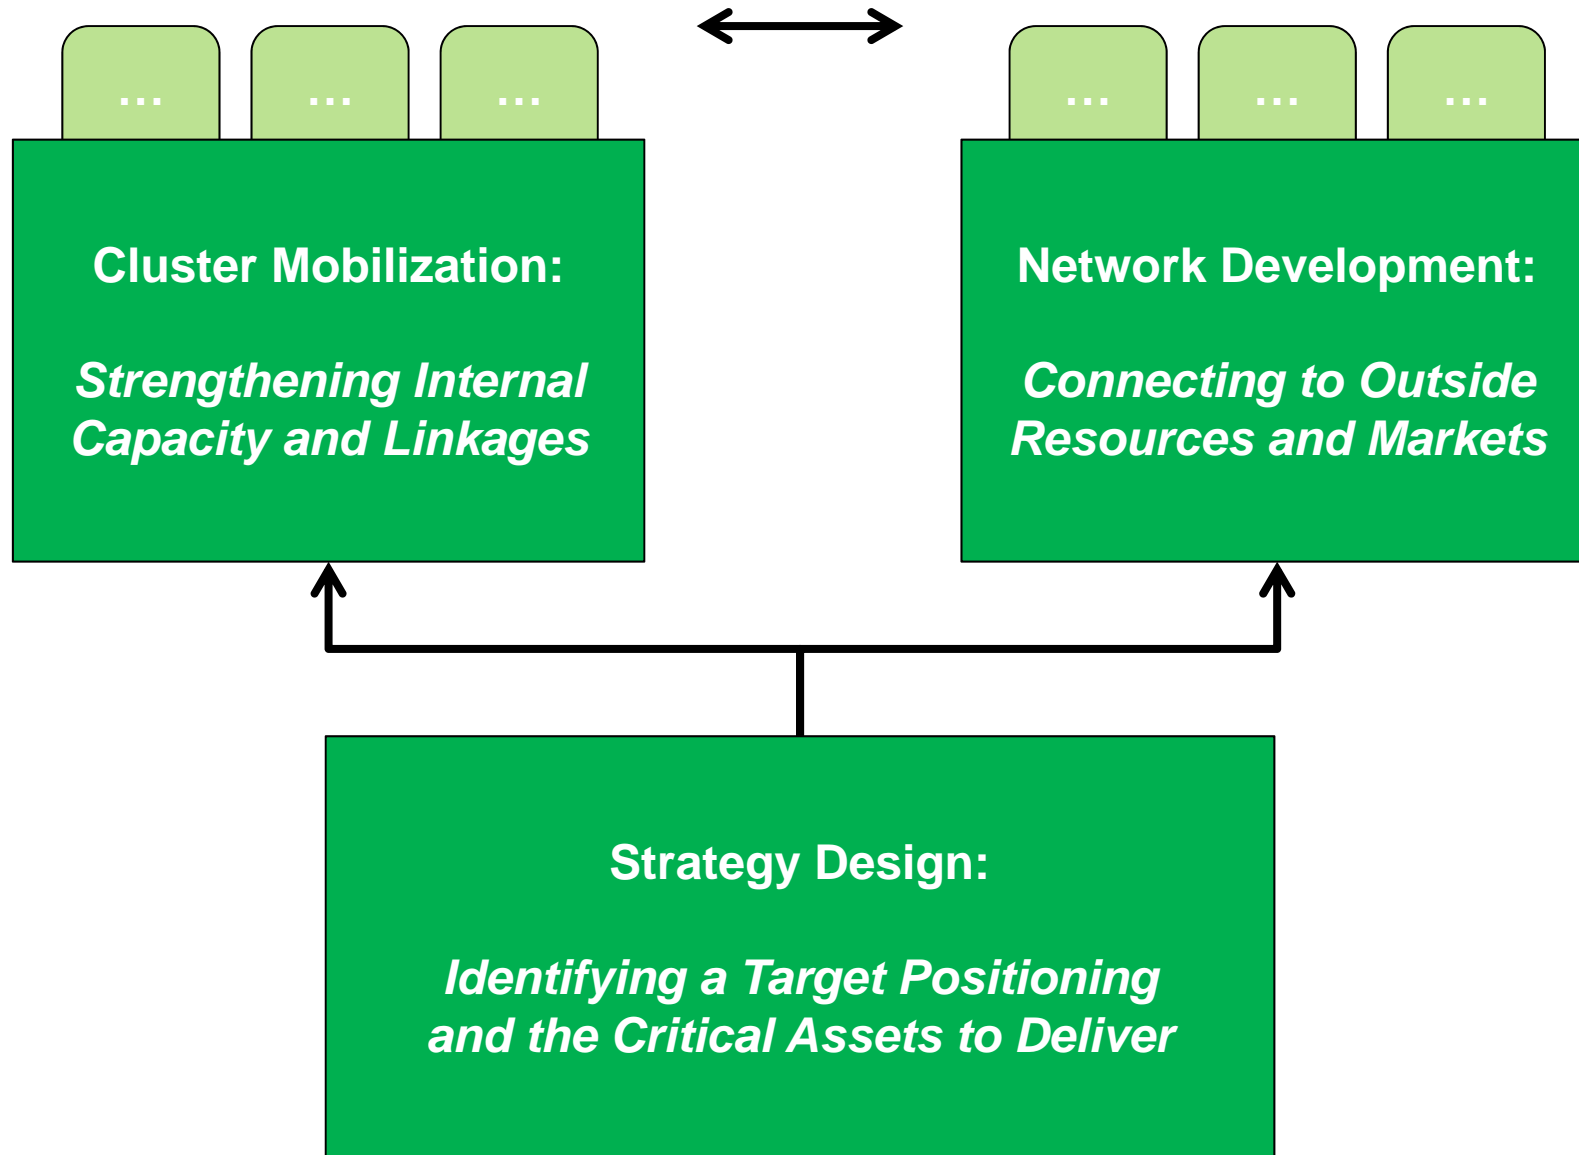 ... ... ... ... ... ...
Cluster Mobilization:
Strengthening Internal
Capacity and Linkages
Network Development:
Connecting to Outside
Resources and Markets
Strategy Design:
Identifying a Target Positioning
and the Critical Assets to Deliver